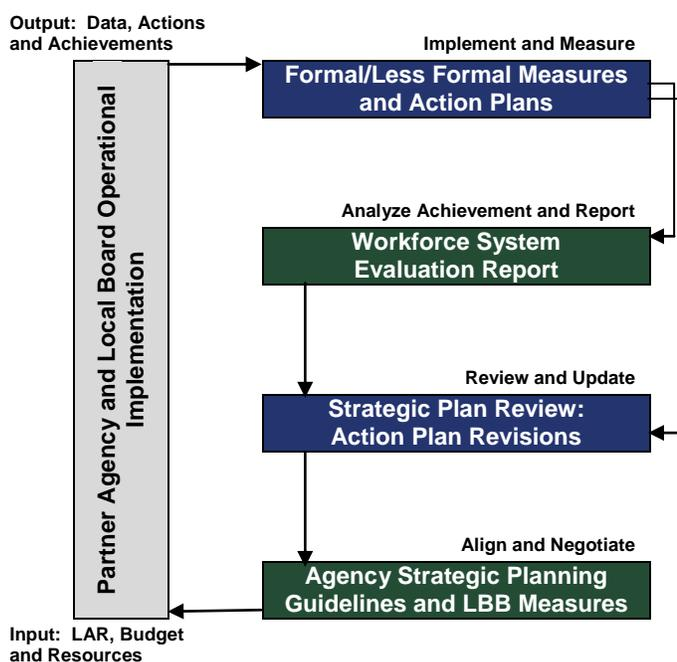 Output:  Data, Actions
and Achievements
Implement and Measure
Formal/Less Formal Measures
and Action Plans
Partner Agency and Local Board Operational
Implementation
Analyze Achievement and Report
Workforce System
Evaluation Report
Review and Update
Strategic Plan Review:
Action Plan Revisions
Align and Negotiate
Agency Strategic Planning
Guidelines and LBB Measures
Input:  LAR, Budget
and Resources